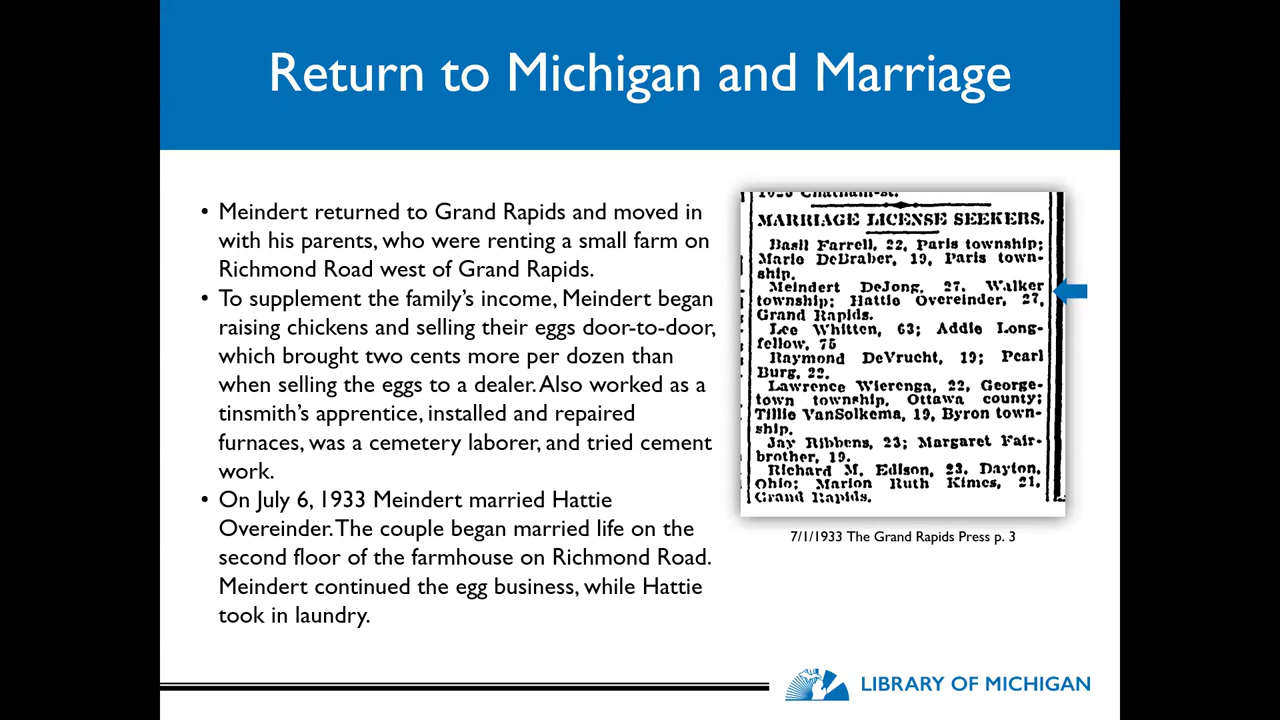 Return to Michigan and Marriage
• Meindert returned to Grand Rapids and moved in
with his parents, who were renting a small farm on
Richmond Road west of Grand Rapids.
• To supplement the family's income, Meindert began
raising chickens and selling their eggs door-to-door,
which brought two cents more per dozen than
when selling the eggs to a dealer. Also worked as a
tinsmith's apprentice, installed and repaired
furnaces, was a cemetery laborer, and tried cement
work.
• On July 6, 1933 Meindert married Hattie
Overeinder. The couple began married life on the
second floor of the farmhouse on Richmond Road.
Meindert continued the egg business, while Hattie
took in laundry.
Chatham-st.
MARRIAGE LICENSE SEEKERS.
Basil Farrell, 22, Paris township;
Marie DeBraber, 19, Paris town-
ship.
Meindert DeJong, 27, Walker
township; Hattie Overeinder, 27,
Grand Rapids.
Lee Whitten, 63; Addie Long-
fellow, 75
Raymond DeVrucht, 19; Pearl
Burg, 22.
Lawrence Wierenga, 22, George-
town township, Ottawa county;
Tillie VanSolkema, 19, Byron town-
ship.
Jay Ribbens, 23; Margaret Fair-
brother, 19.
Richard M. Edison, 23, Dayton,
Ohio; Marion Ruth Kimes, 21,
Grand Rapids.
7/1/1933 The Grand Rapids Press p. 3
LIBRARY OF MICHIGAN